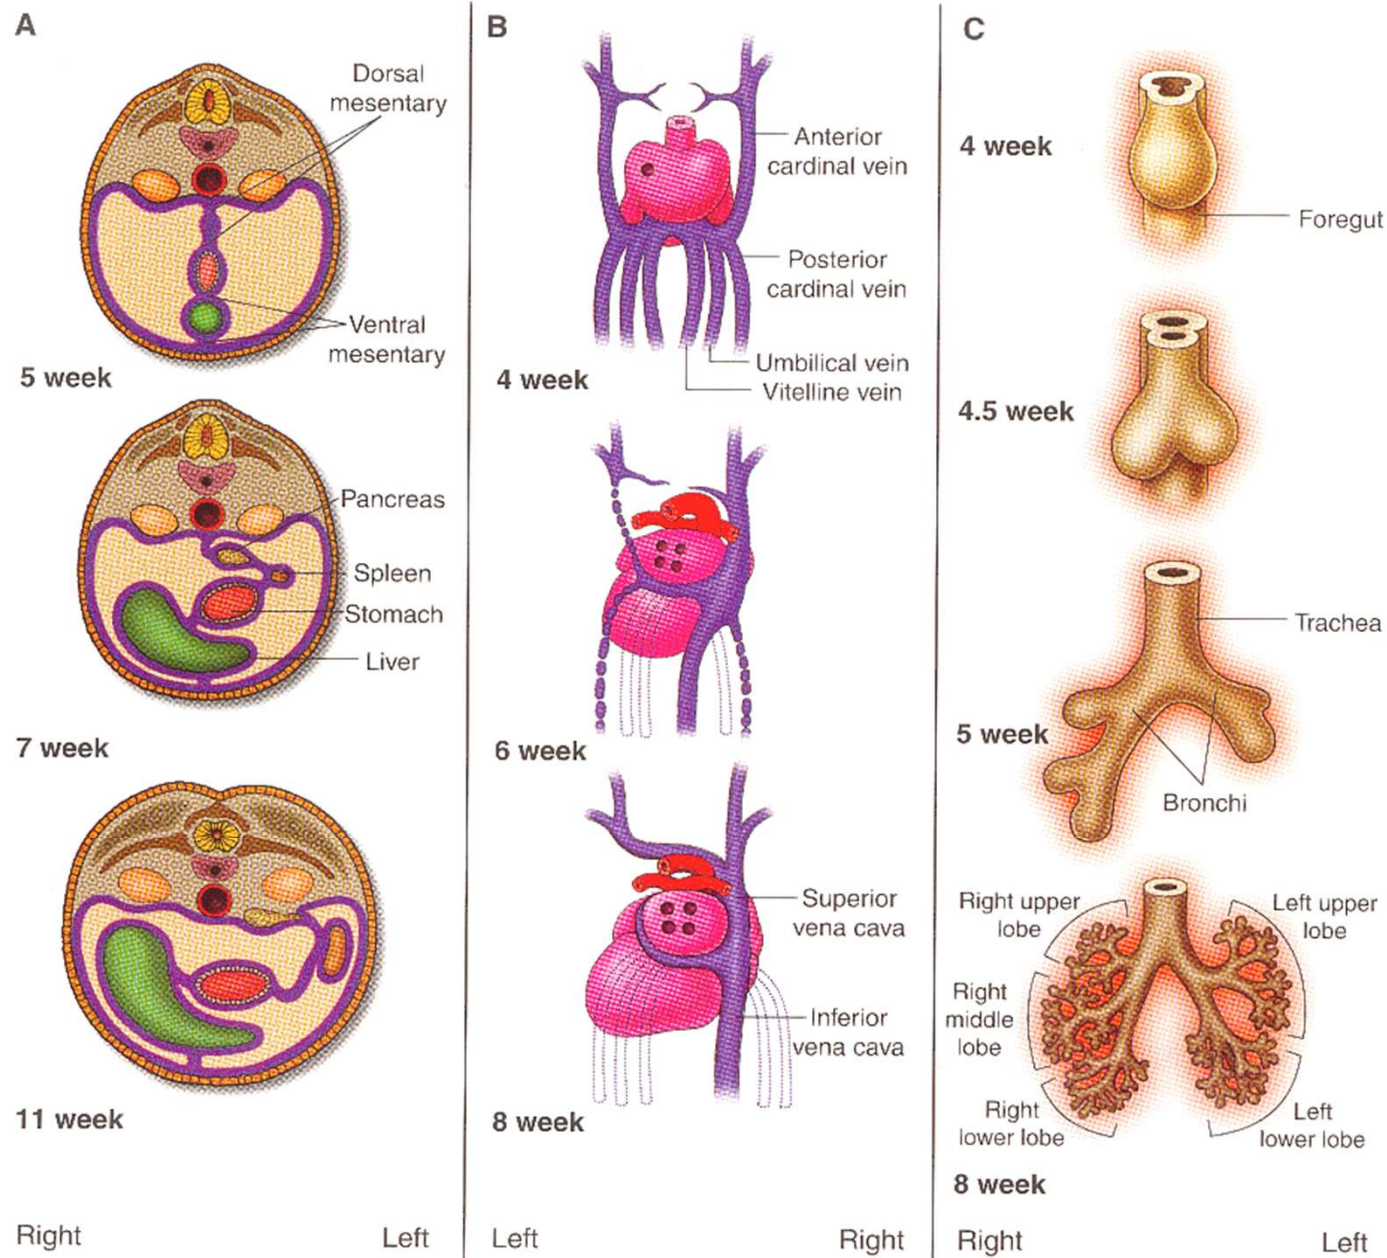 A
Dorsal
mesentary
Ventral
mesentary
5 week
Pancreas
Spleen
Stomach
Liver
7 week
11 week
Right
Left
B
Anterior
cardinal vein
Posterior
cardinal vein
Umbilical vein
Vitelline vein
4 week
6 week
Superior
vena cava
Inferior
vena cava
8 week
Left
Right
C
4 week
Foregut
4.5 week
Trachea
5 week
Bronchi
Right upper
lobe
Left upper
lobe
Right
middle
lobe
Right
lower lobe
Left
lower lobe
8 week
Right
Left